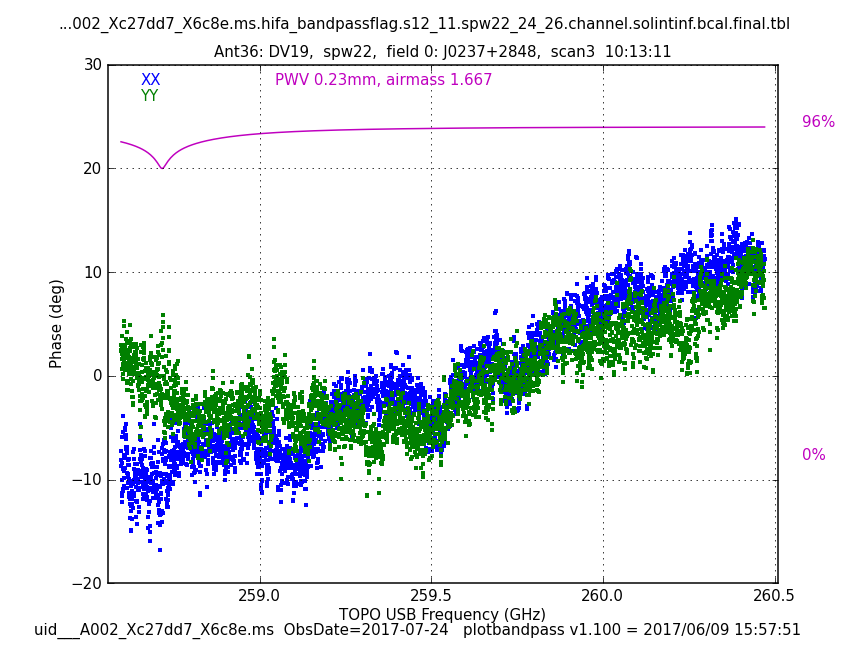 ...002_Xc27dd7_X6c8e.ms.hifa_bandpassflag.s12_11.spw22_24_26.channel.solintinf.bcal.final.tbl
Ant36: DV19, spw22, field 0: J0237+2848, scan3 10:13:11
XX
YY
PWV 0.23mm, airmass 1.667
96%
0%
30
20
10
0
−10
−20
Phase (deg)
259.0 259.5 260.0 260.5
TOPO USB Frequency (GHz)
uid___A002_Xc27dd7_X6c8e.ms ObsDate=2017-07-24 plotbandpass v1.100 = 2017/06/09 15:57:51